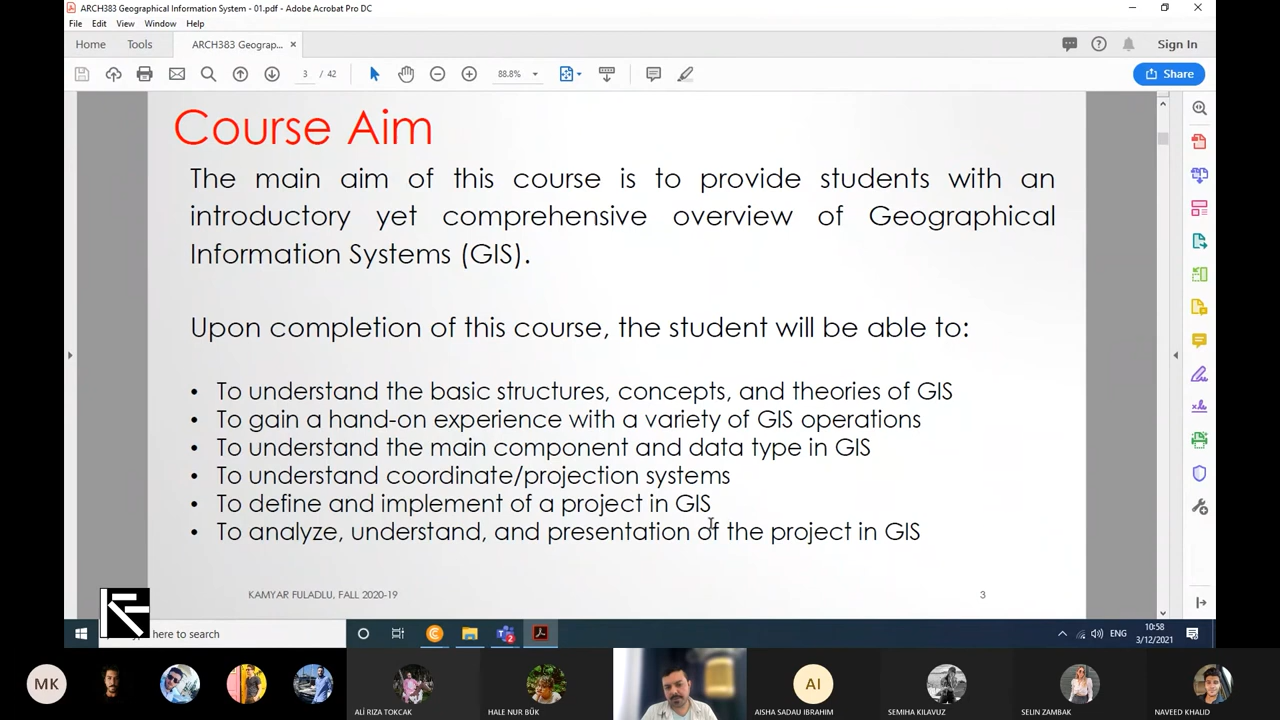 ARCH383 Geographical Information System - 01.pdf - Adobe Acrobat Pro DC
File Edit View Window Help
Home Tools ARCH383 Geograp... × Sign In
3 / 42 88.8% Share
Course Aim
The main aim of this course is to provide students with an
introductory yet comprehensive overview of Geographical
Information Systems (GIS).
Upon completion of this course, the student will be able to:
• To understand the basic structures, concepts, and theories of GIS
• To gain a hand-on experience with a variety of GIS operations
• To understand the main component and data type in GIS
• To understand coordinate/projection systems
• To define and implement of a project in GIS
• To analyze, understand, and presentation of the project in GIS
KAMYAR FULADLU, FALL 2020-19 3
here to search
ENG
10:58
3/12/2021
MK
AI
ALİ RIZA TOKCAK HALE NUR BÜK AISHA SADAU IBRAHIM SEMIHA KILAVUZ SELIN ZAMBAK NAVEED KHALID